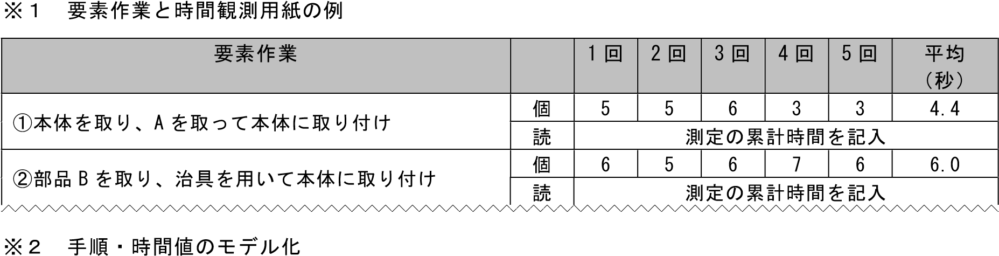 ※１　要素作業と時間観測用紙の例
要素作業 1回 2回 3回 4回 5回 平均
（秒）
①本体を取り、Aを取って本体に取り付け 個 5 5 6 3 3 4.4
読 測定の累計時間を記入
②部品Bを取り、治具を用いて本体に取り付け 個 6 5 6 7 6 6.0
読 測定の累計時間を記入
※２　手順・時間値のモデル化